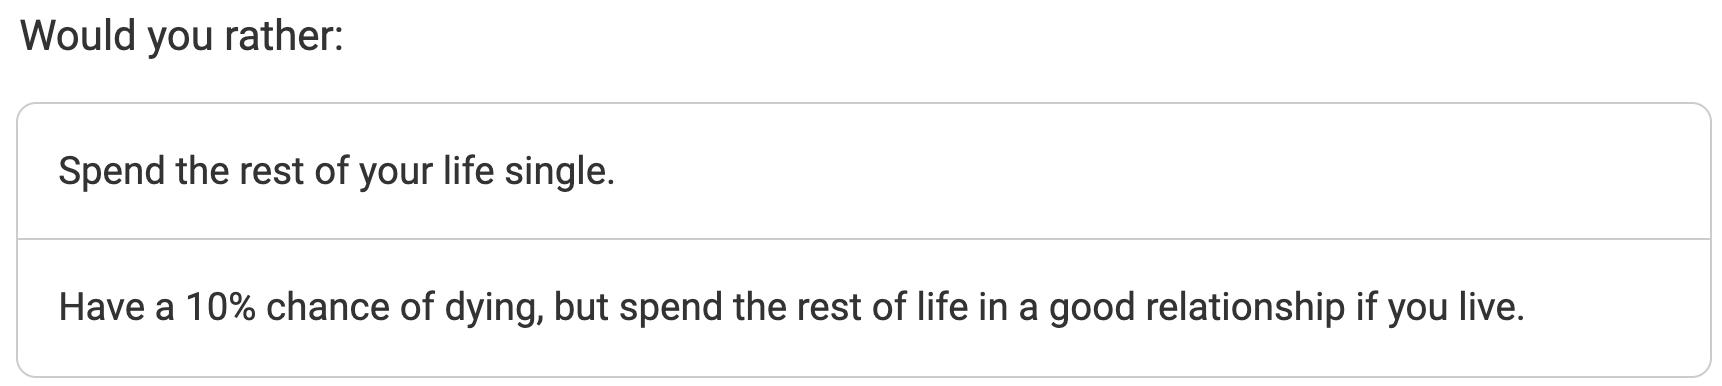 Would you rather:
Spend the rest of your life single.
Have a 10% chance of dying, but spend the rest of life in a good relationship if you live.